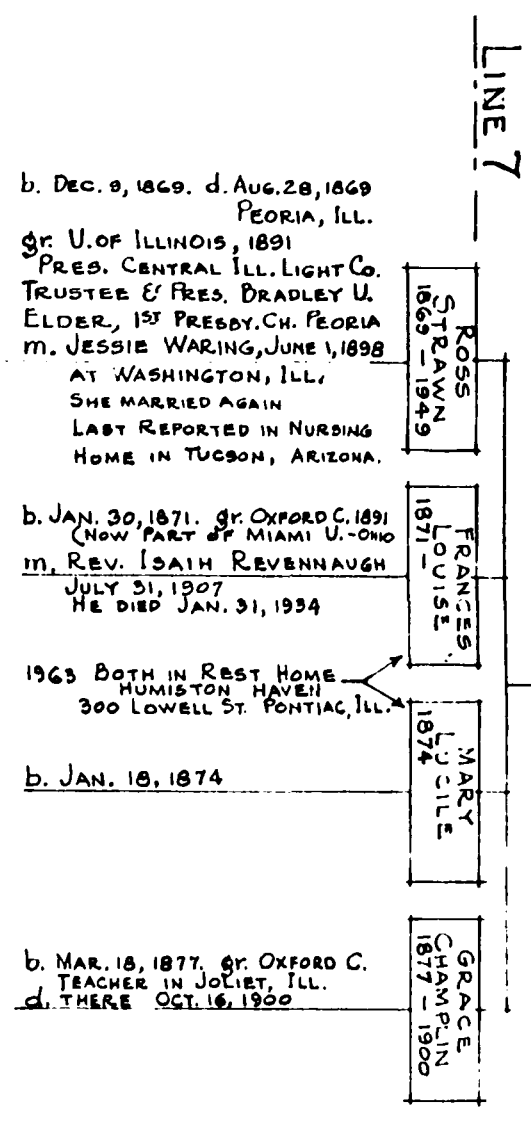 LINE 7
b. DEC. 9, 1869. d. AUG. 28, 1869
PEORIA, ILL.
gr. U. OF ILLINOIS, 1891
PRES. CENTRAL ILL. LIGHT CO.
TRUSTEE & PRES. BRADLEY U.
ELDER, 1ST PRESBY. CH. PEORIA
m. JESSIE WARING, JUNE 1, 1898
AT WASHINGTON, ILL,
SHE MARRIED AGAIN
LAST REPORTED IN NURSING
HOME IN TUCSON, ARIZONA.
ROSS
STRAWN
1869 - 1949
b. JAN. 30, 1871. gr. OXFORD C. 1891
(NOW PART OF MIAMI U.-OHIO
m, REV. ISAIH REVENNAUGH
JULY 31, 1907
HE DIED JAN. 31, 1934
FRANCES
LOUISE
1871 -
1963 BOTH IN REST HOME
HUMISTON HAVEN
300 LOWELL ST. PONTIAC, ILL.
MARY
LUCILE
1874
b. JAN. 18, 1874
b. MAR. 18, 1877. gr. OXFORD C.
TEACHER IN JOLIET, ILL.
d. THERE OCT. 16, 1900
GRACE
CHAMPLIN
1877 - 1900